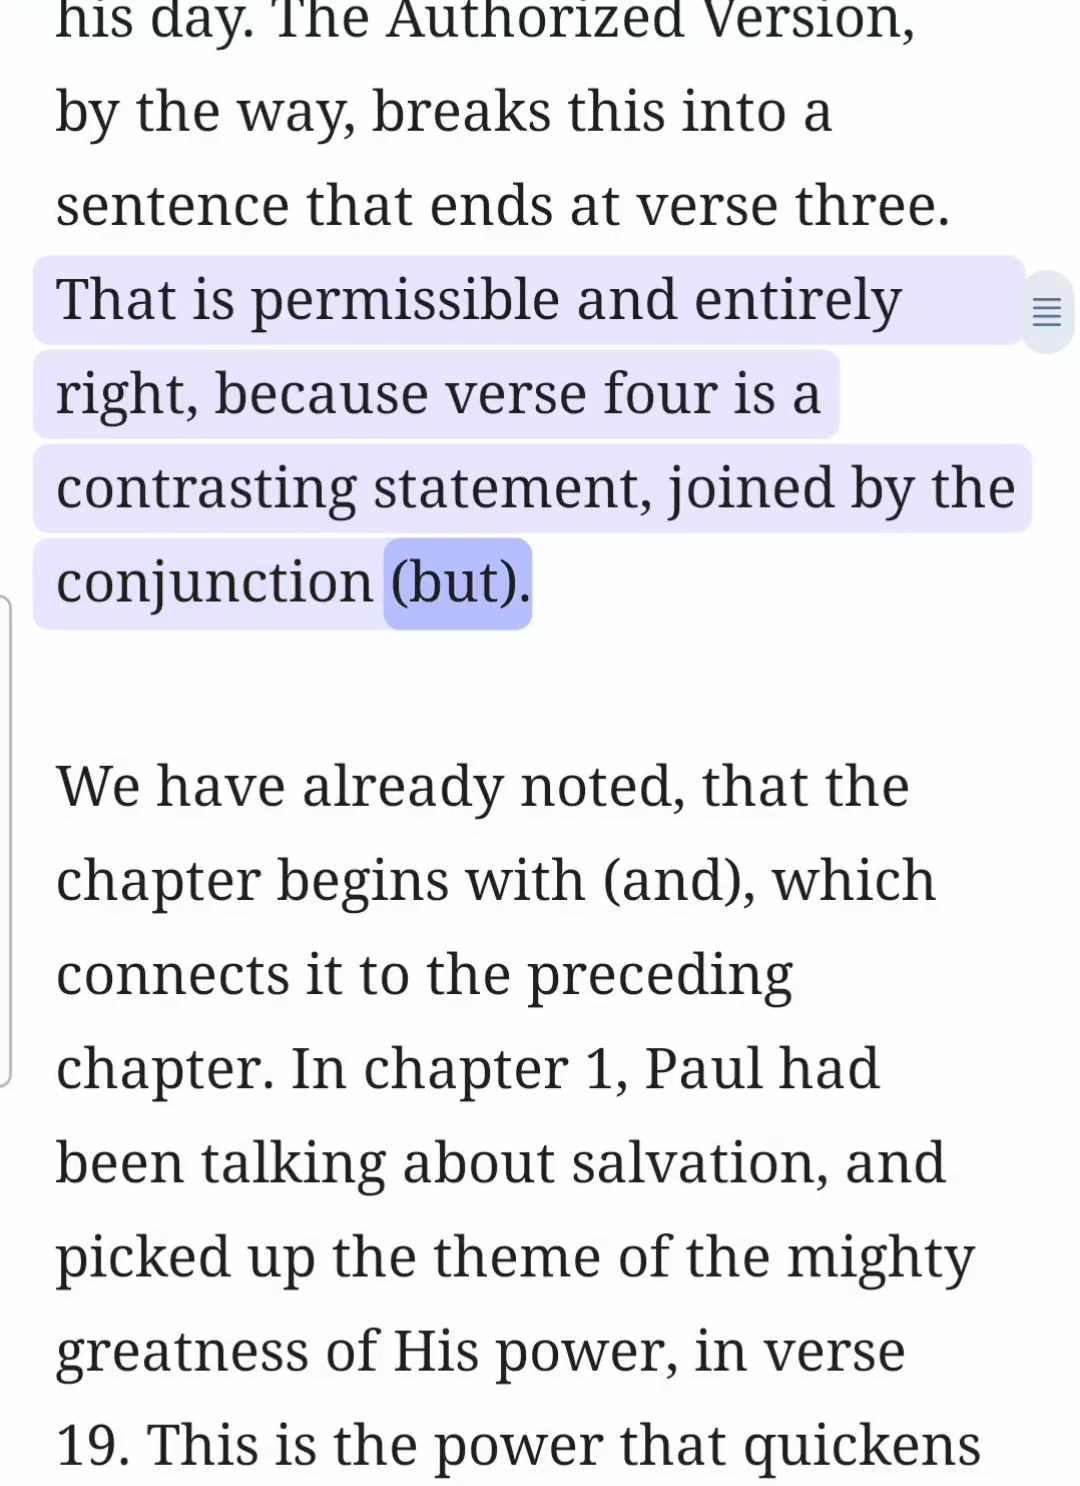 his day. The Authorized Version,
by the way, breaks this into a
sentence that ends at verse three.
That is permissible and entirely
right, because verse four is a
contrasting statement, joined by the
conjunction (but).
We have already noted, that the
chapter begins with (and), which
connects it to the preceding
chapter. In chapter 1, Paul had
been talking about salvation, and
picked up the theme of the mighty
greatness of His power, in verse
19. This is the power that quickens